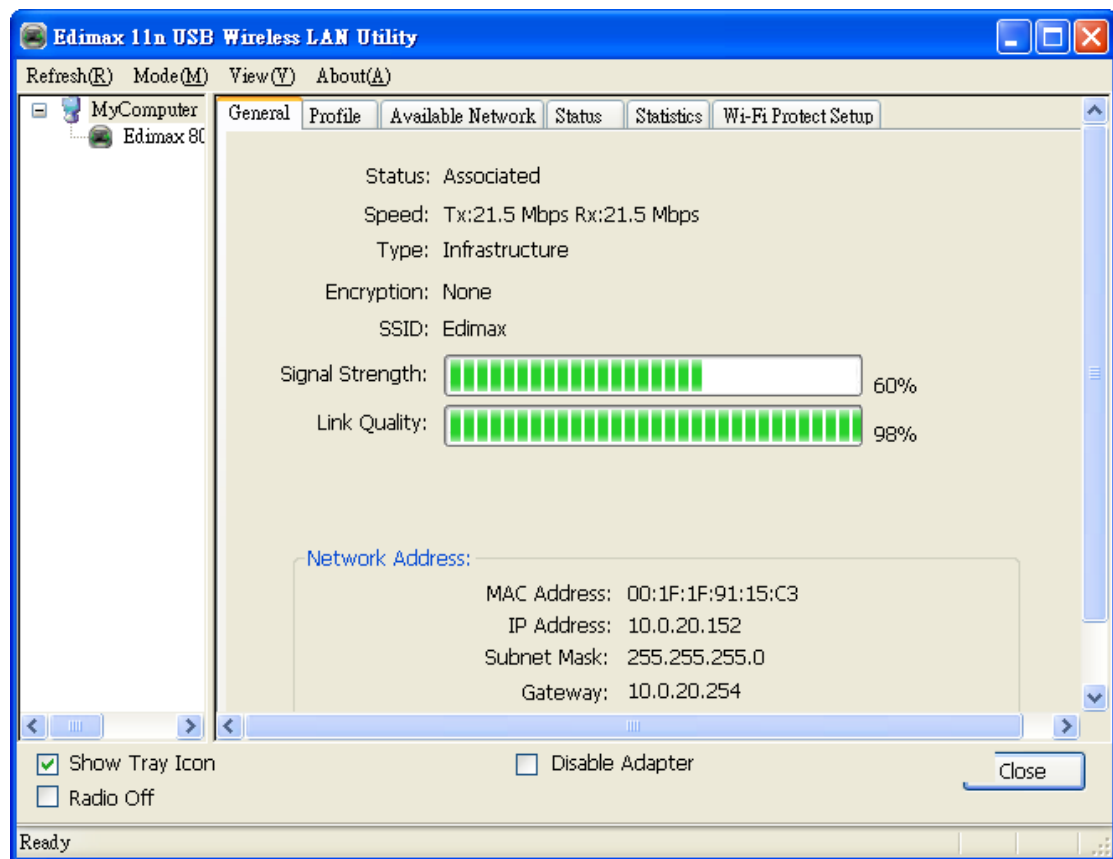 Edimax 11n USB Wireless LAN Utility
Refresh(R) Mode(M) View(V) About(A)
MyComputer
Edimax 80
General Profile Available Network Status Statistics Wi-Fi Protect Setup
Status: Associated
Speed: Tx:21.5 Mbps Rx:21.5 Mbps
Type: Infrastructure
Encryption: None
SSID: Edimax
Signal Strength: 60%
Link Quality: 98%
Network Address:
MAC Address: 00:1F:1F:91:15:C3
IP Address: 10.0.20.152
Subnet Mask: 255.255.255.0
Gateway: 10.0.20.254
Show Tray Icon
Disable Adapter
Radio Off
Close
Ready